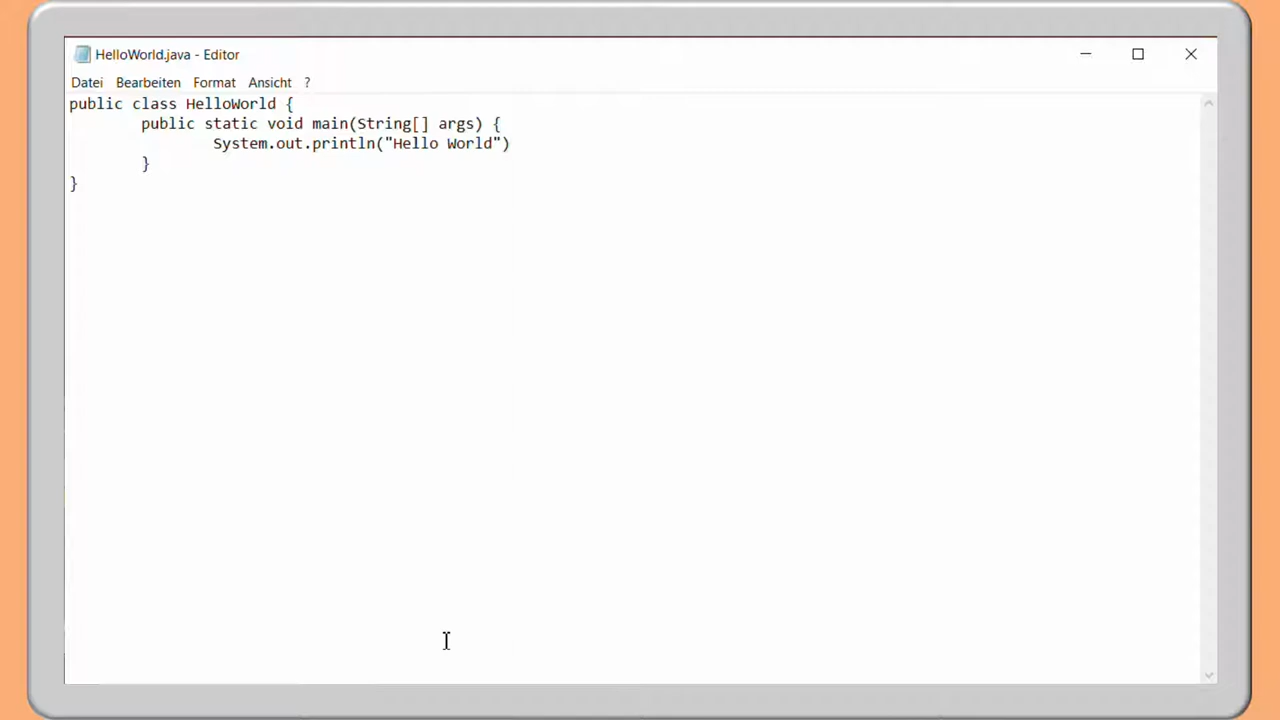 HelloWorld.java - Editor
Datei Bearbeiten Format Ansicht ?
public class HelloWorld {
        public static void main(String[] args) {
                System.out.println("Hello World")
        }
}